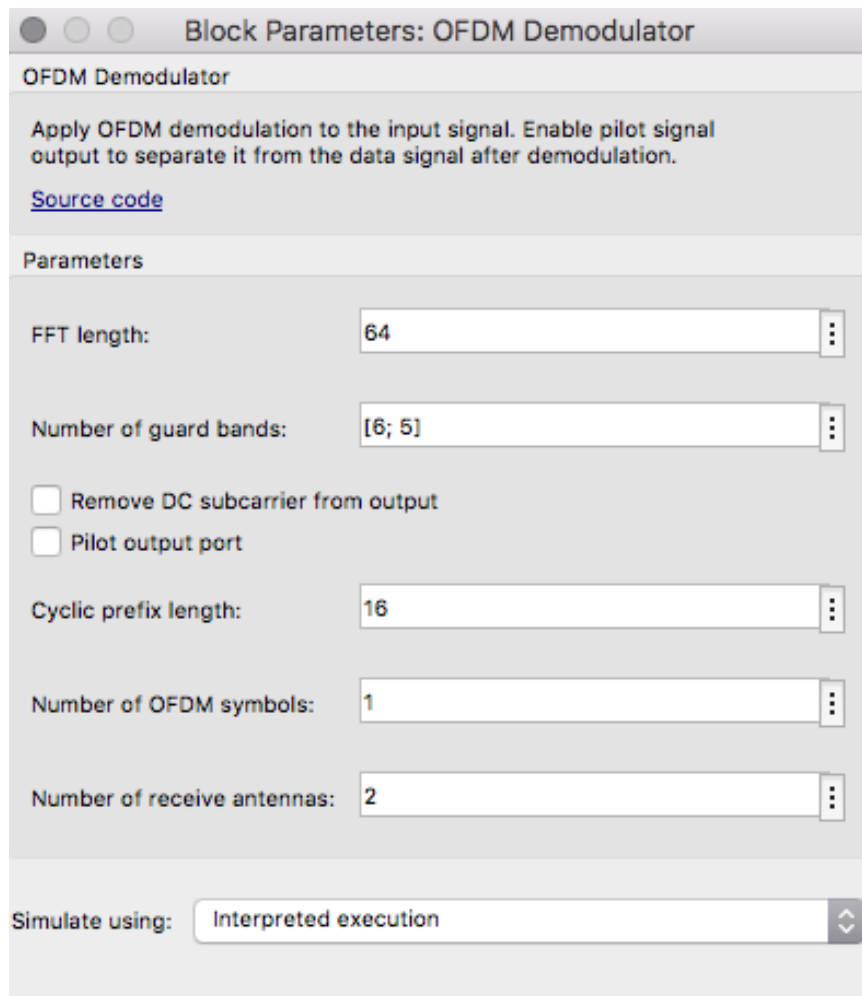 Block Parameters: OFDM Demodulator
OFDM Demodulator
Apply OFDM demodulation to the input signal. Enable pilot signal
output to separate it from the data signal after demodulation.
Source code
Parameters
FFT length: 64
Number of guard bands: [6; 5]
Remove DC subcarrier from output
Pilot output port
Cyclic prefix length: 16
Number of OFDM symbols: 1
Number of receive antennas: 2
Simulate using: Interpreted execution